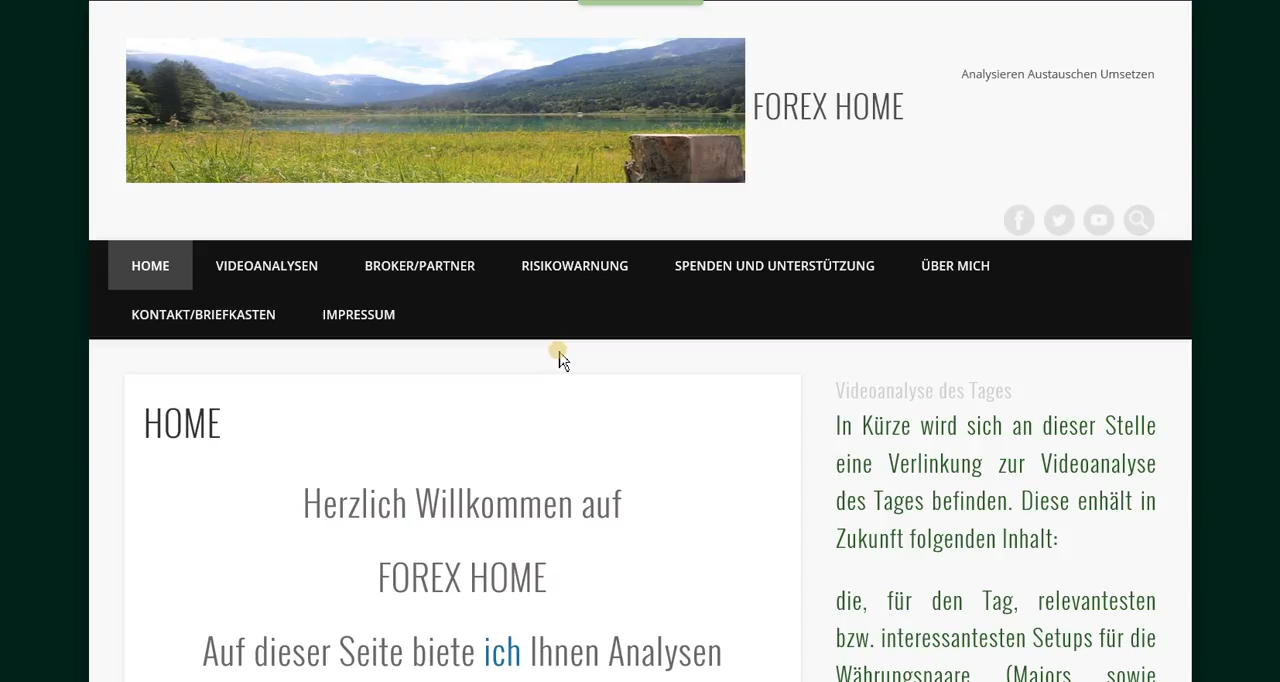 Analysieren Austauschen Umsetzen
FOREX HOME
HOME
VIDEOANALYSEN
BROKER/PARTNER
RISIKOWARNUNG
SPENDEN UND UNTERSTÜTZUNG
ÜBER MICH
KONTAKT/BRIEFKASTEN
IMPRESSUM
HOME
Herzlich Willkommen auf
FOREX HOME
Auf dieser Seite biete ich Ihnen Analysen
Videoanalyse des Tages
In Kürze wird sich an dieser Stelle
eine Verlinkung zur Videoanalyse
des Tages befinden. Diese enhält in
Zukunft folgenden Inhalt:
die, für den Tag, relevantesten
bzw. interessantesten Setups für die
Währungspaare (Majors sowie